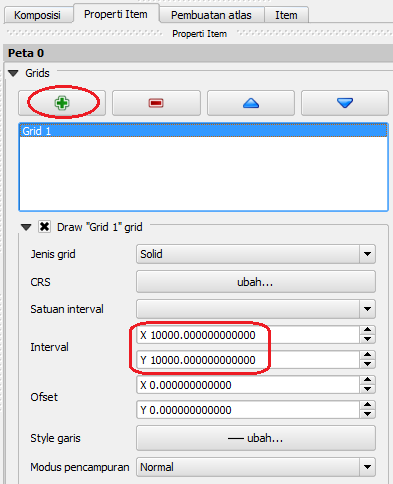 Komposisi Properti Item Pembuatan atlas Item
Properti Item
Peta 0
Grids
Grid 1
Draw "Grid 1" grid
Jenis grid Solid
CRS ubah...
Satuan interval
Interval X 10000.000000000000
Y 10000.000000000000
Ofset X 0.000000000000
Y 0.000000000000
Style garis ubah...
Modus pencampuran Normal